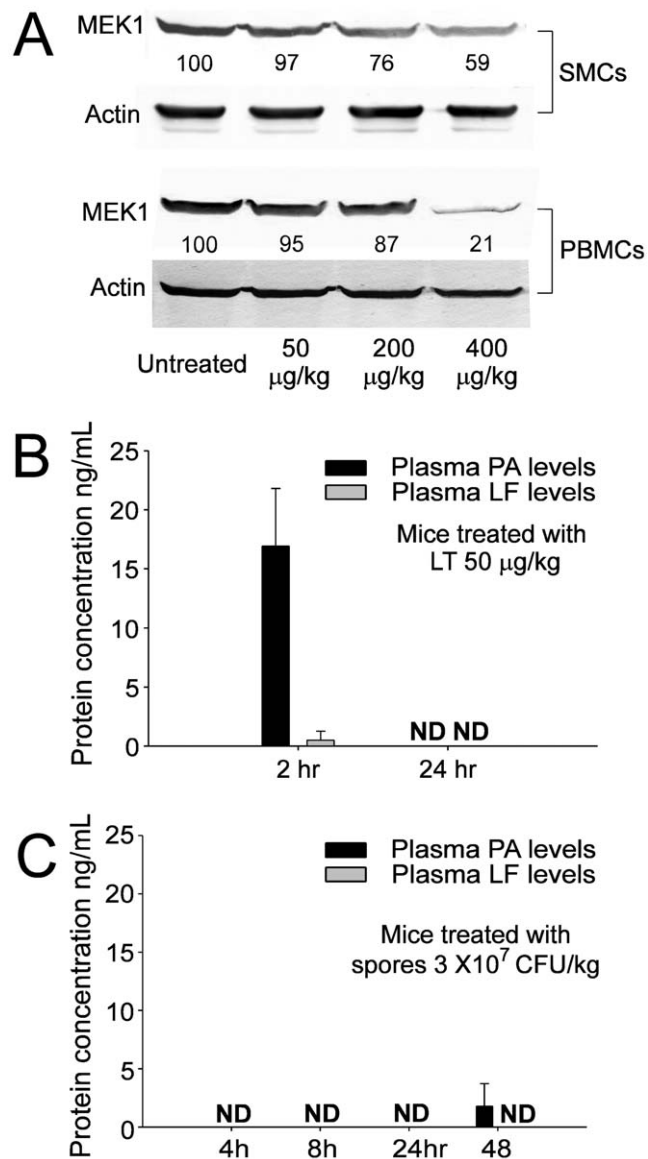 A
MEK1
100 97 76 59
SMCs
Actin
MEK1
100 95 87 21
PBMCs
Actin
Untreated 50 μg/kg 200 μg/kg 400 μg/kg
B
Protein concentration ng/mL
25
20
15
10
5
0
Plasma PA levels
Plasma LF levels
Mice treated with
LT 50 μg/kg
ND ND
2 hr 24 hr
C
Protein concentration ng/mL
25
20
15
10
5
0
Plasma PA levels
Plasma LF levels
Mice treated with
spores 3 X10⁷ CFU/kg
ND ND ND ND
4h 8h 24hr 48